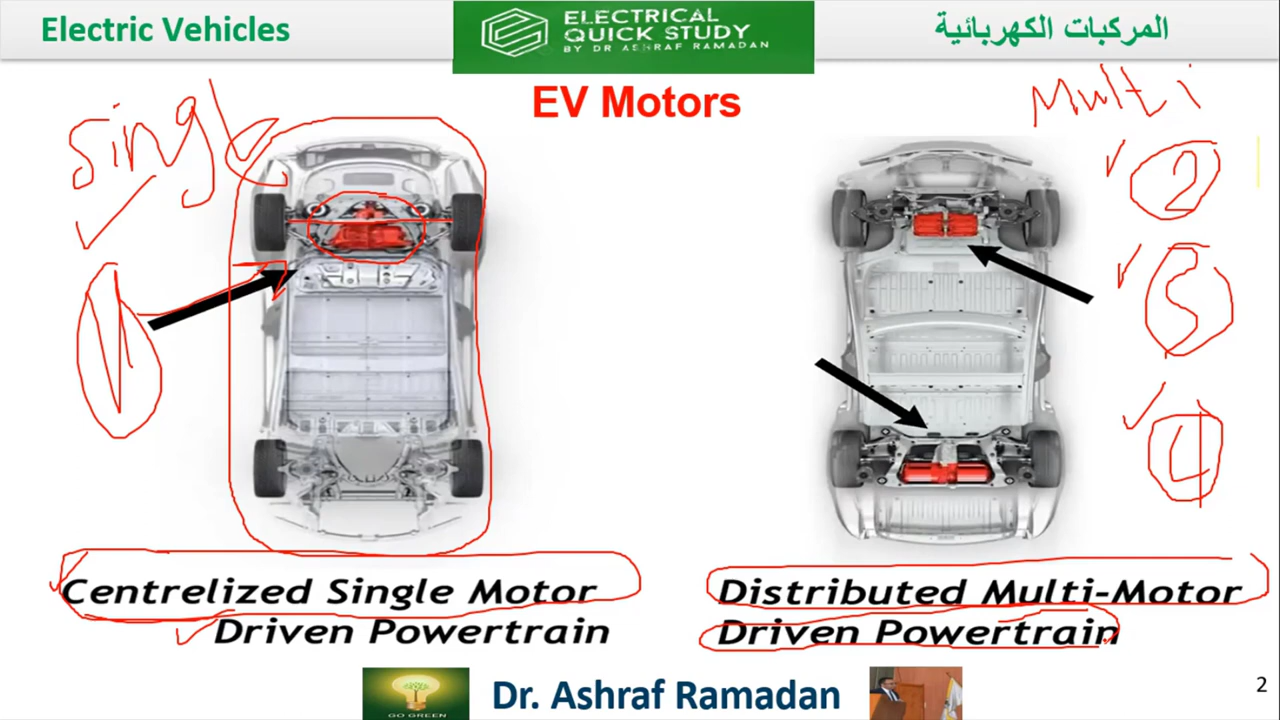 Electric Vehicles
ELECTRICAL
QUICK STUDY
BY DR ASHRAF RAMADAN
المركبات الكهربائية
EV Motors
Single
Multi
1
2
3
4
Centrelized Single Motor
Driven Powertrain
Distributed Multi-Motor
Driven Powertrain
GO GREEN
Dr. Ashraf Ramadan
2